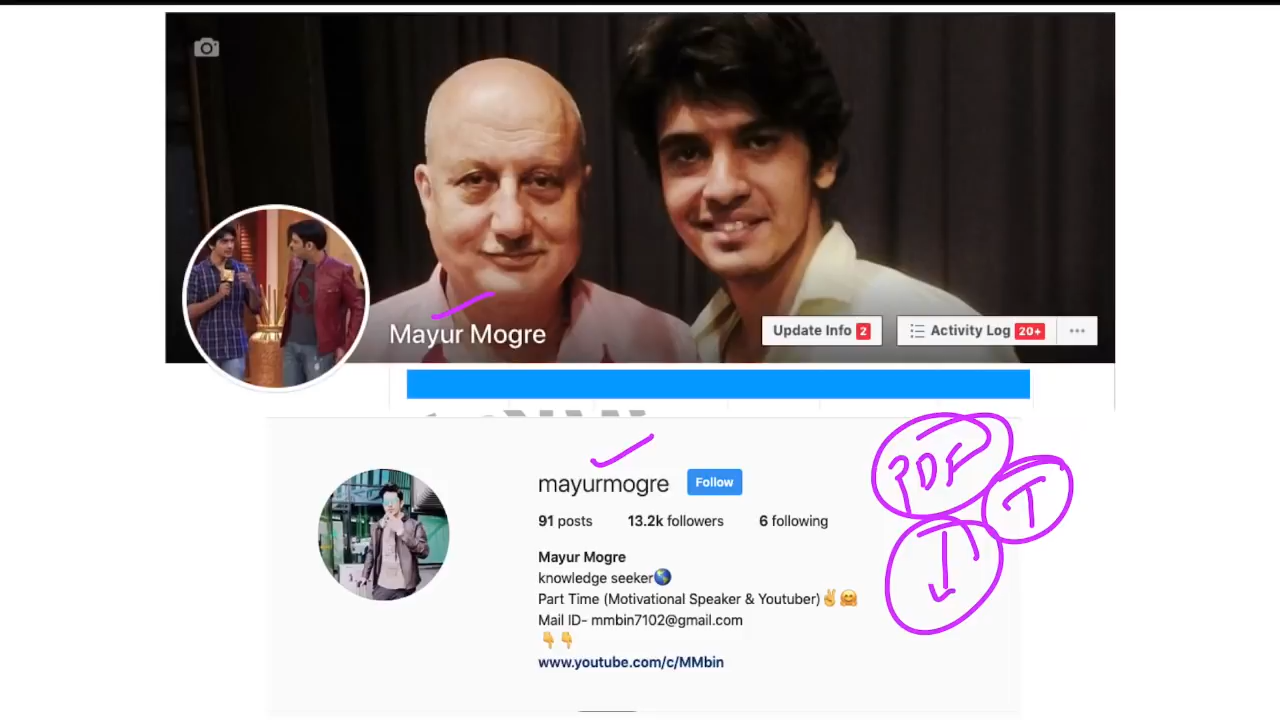 Mayur Mogre
Update Info 2
Activity Log 20+
mayurmogre Follow
91 posts 13.2k followers 6 following
Mayur Mogre
knowledge seeker🌎
Part Time (Motivational Speaker & Youtuber)✌🤗
Mail ID- mmbin7102@gmail.com
👇👇
www.youtube.com/c/MMbin
PDF
T